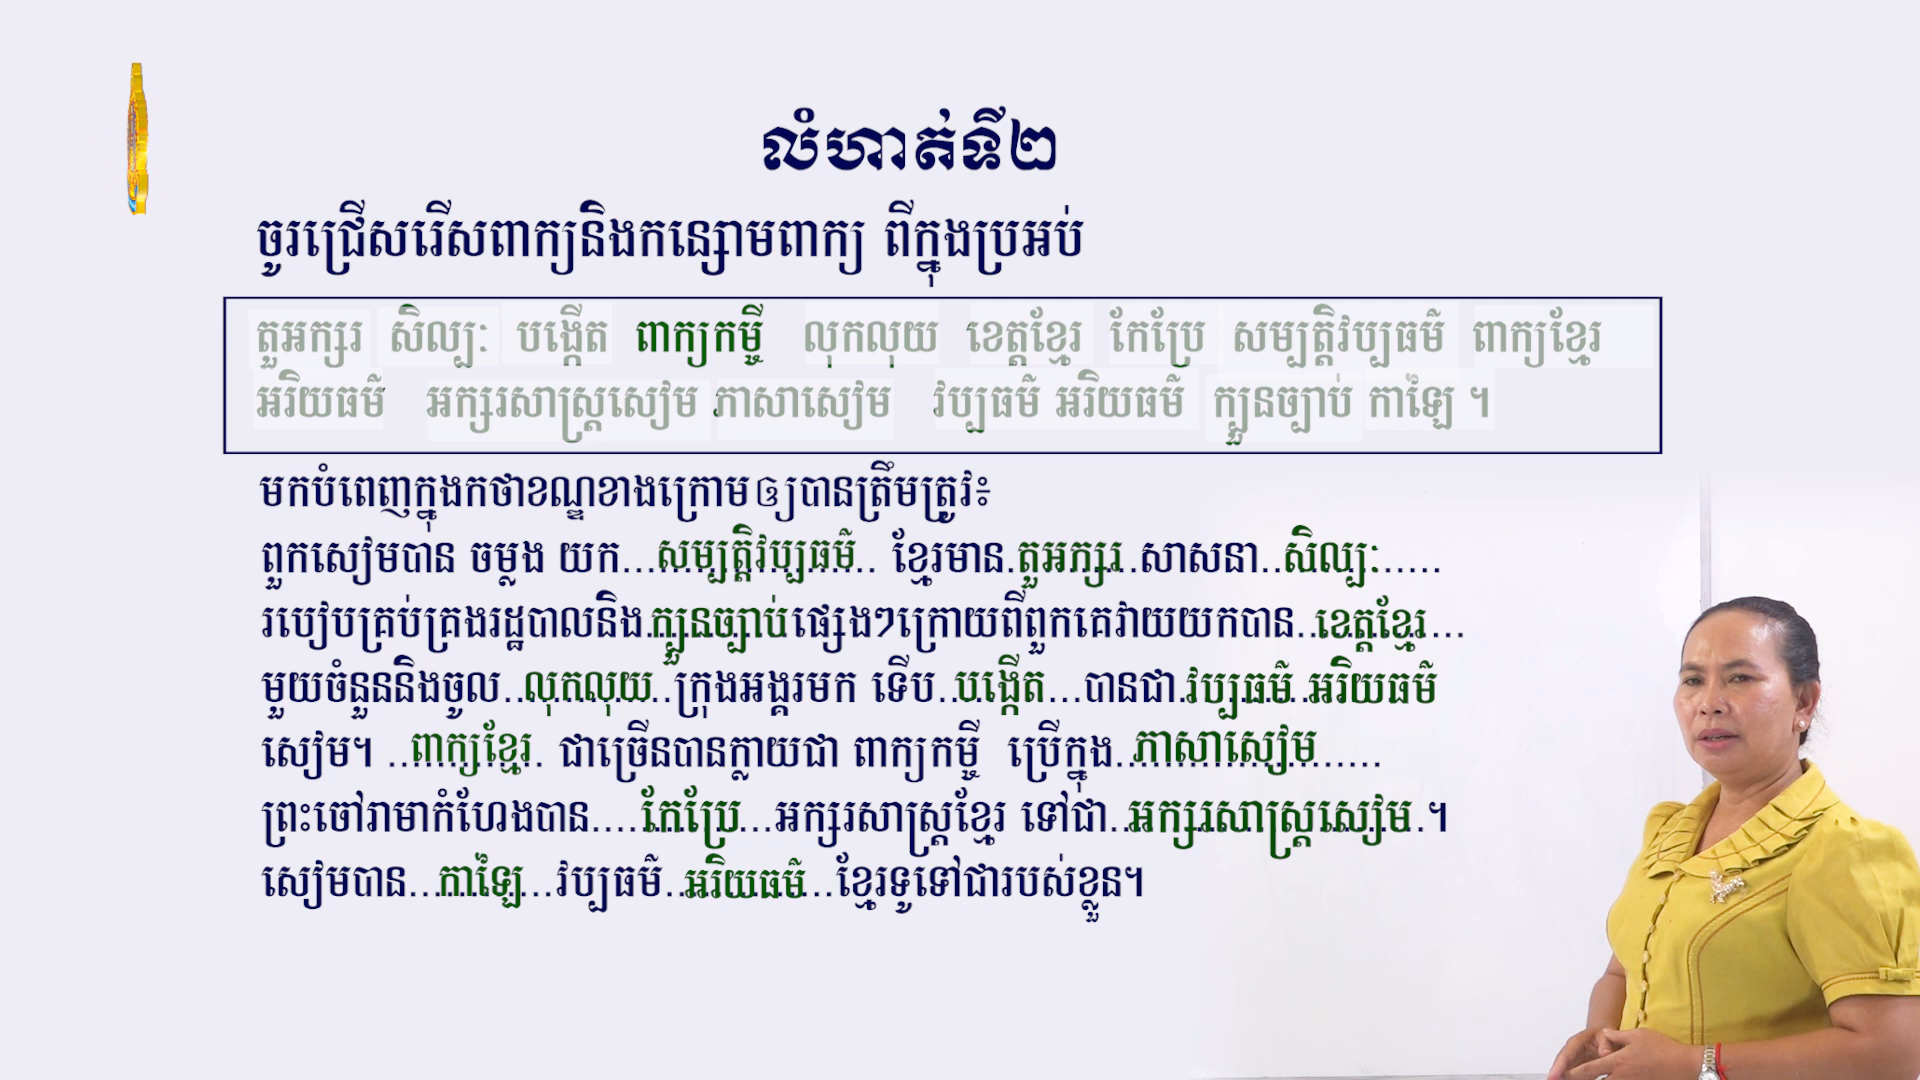 លំហាត់ទី២
ចូរជ្រើសរើសពាក្យនិងកន្សោមពាក្យ ពីក្នុងប្រអប់
តួអក្សរ សិល្បៈ បង្កើត ពាក្យកម្ចី លុកលុយ ខេត្តខ្មែរ កែប្រែ សម្បត្តិវប្បធម៌ ពាក្យខ្មែរ
អរិយធម៌ អក្សរសាស្ត្រសៀម ភាសាសៀម វប្បធម៌ អរិយធម៌ ក្បួនច្បាប់ កាឡៃ ។
មកបំពេញក្នុងកថាខណ្ឌខាងក្រោមឲ្យបានត្រឹមត្រូវ៖
ពួកសៀមបាន ចម្លង យក...សម្បត្តិវប្បធម៌.. ខ្មែរមាន.តួអក្សរ.សាសនា..សិល្បៈ......
របៀបគ្រប់គ្រងរដ្ឋបាលនិង.ក្បួនច្បាប់ផ្សេងៗក្រោយពីពួកគេវាយយកបាន..ខេត្តខ្មែរ...
មួយចំនួននិងចូល..លុកលុយ..ក្រុងអង្គរមក ទើប..បង្កើត...បានជា.វប្បធម៌.អរិយធម៌
សៀម។ ..ពាក្យខ្មែរ. ជាច្រើនបានក្លាយជា ពាក្យកម្ចី ប្រើក្នុង.ភាសាសៀម.....
ព្រះចៅរាមាកំហែងបាន....កែប្រែ...អក្សរសាស្ត្រខ្មែរ ទៅជា..អក្សរសាស្ត្រសៀម.។
សៀមបាន...កាឡៃ...វប្បធម៌..អរិយធម៌...ខ្មែរទូទៅជារបស់ខ្លួន។